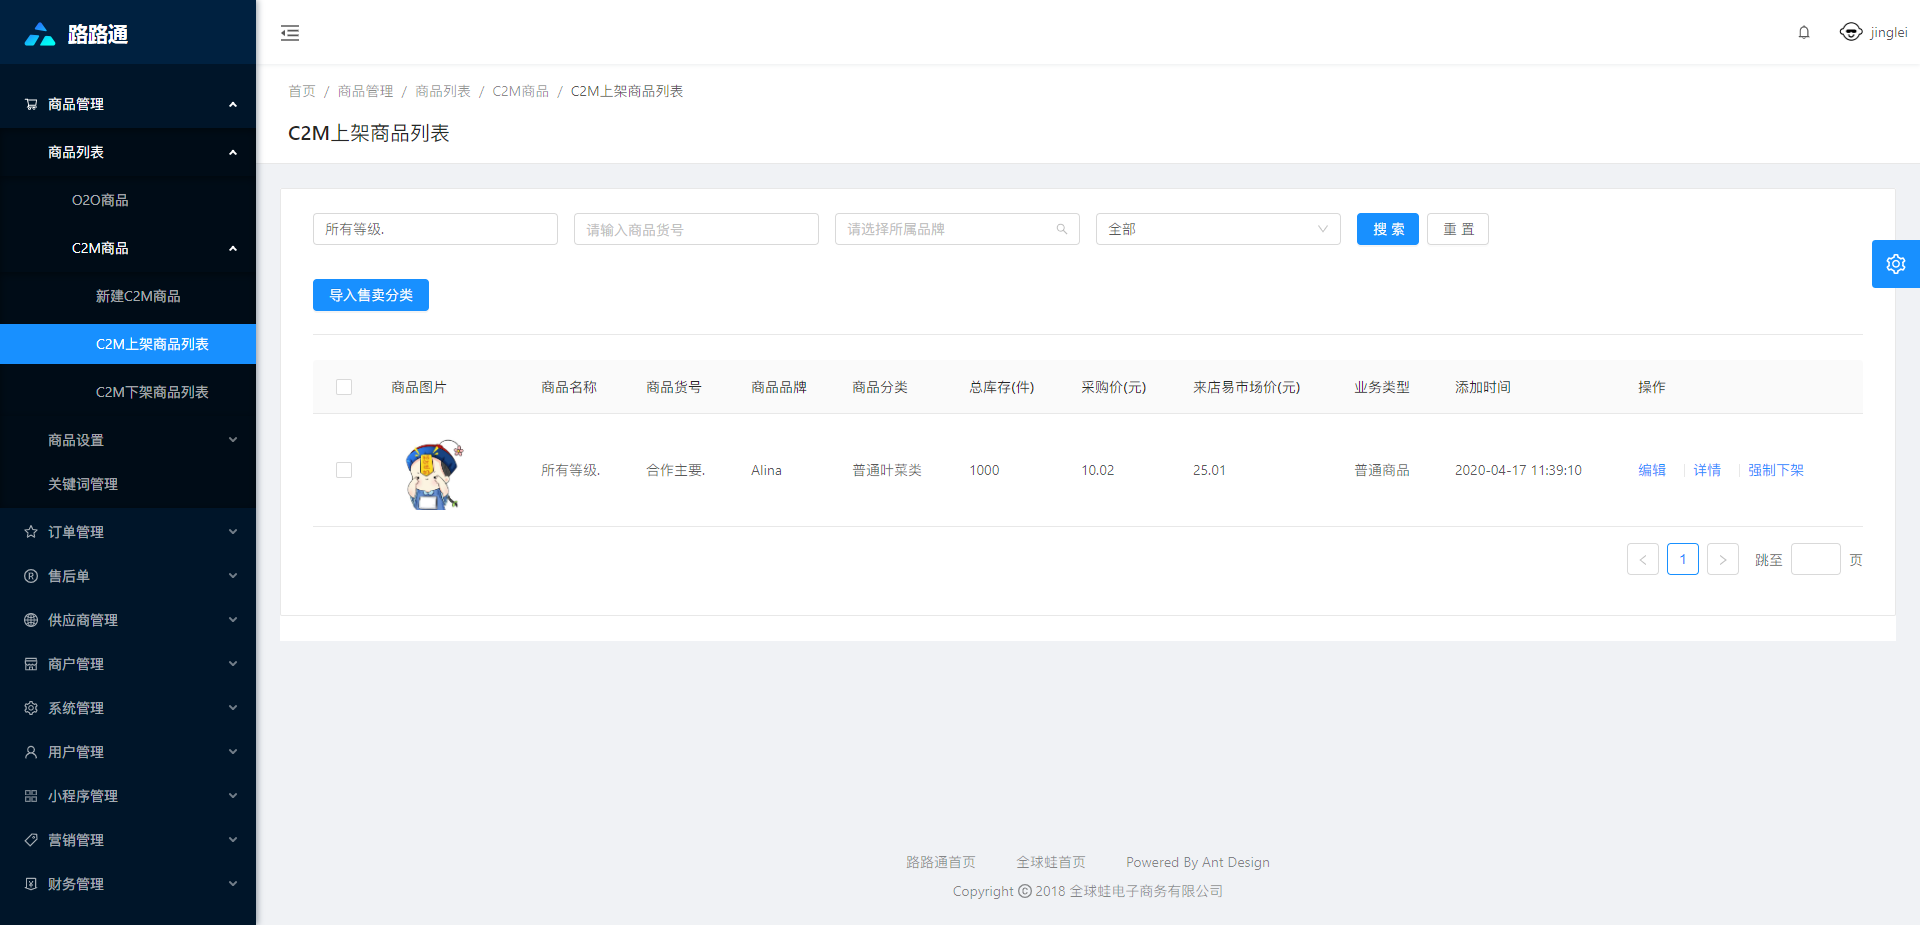 路路通
jinglei
商品管理
商品列表
O2O商品
C2M商品
新建C2M商品
C2M上架商品列表
C2M下架商品列表
商品设置
关键词管理
订单管理
售后单
供应商管理
商户管理
系统管理
用户管理
小程序管理
营销管理
财务管理
首页 / 商品管理 / 商品列表 / C2M商品 / C2M上架商品列表
C2M上架商品列表
所有等级. 请输入商品货号 请选择所属品牌 全部 搜 索 重 置
导入售卖分类
商品图片 商品名称 商品货号 商品品牌 商品分类 总库存(件) 采购价(元) 来店易市场价(元) 业务类型 添加时间 操作
所有等级. 合作主要. Alina 普通叶菜类 1000 10.02 25.01 普通商品 2020-04-17 11:39:10 编辑 详情 强制下架
< 1 > 跳至 页
路路通首页 全球蛙首页 Powered By Ant Design
Copyright © 2018 全球蛙电子商务有限公司